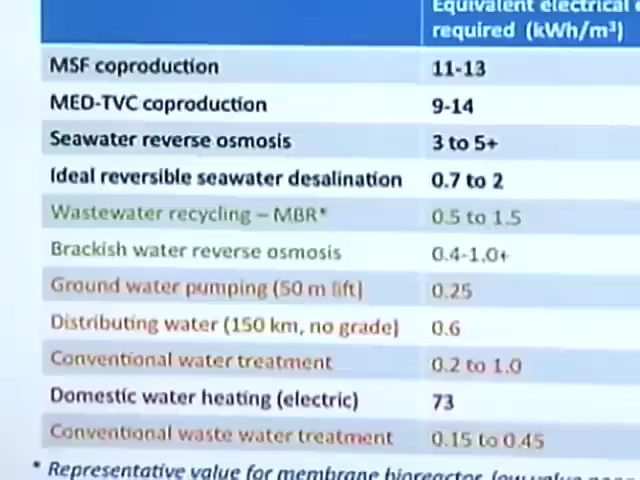 Equivalent electrical
required (kWh/m³)
MSF coproduction 11-13
MED-TVC coproduction 9-14
Seawater reverse osmosis 3 to 5+
Ideal reversible seawater desalination 0.7 to 2
Wastewater recycling – MBR* 0.5 to 1.5
Brackish water reverse osmosis 0.4-1.0+
Ground water pumping (50 m lift) 0.25
Distributing water (150 km, no grade) 0.6
Conventional water treatment 0.2 to 1.0
Domestic water heating (electric) 73
Conventional waste water treatment 0.15 to 0.45
* Representative value for membrane bioreactor, low value